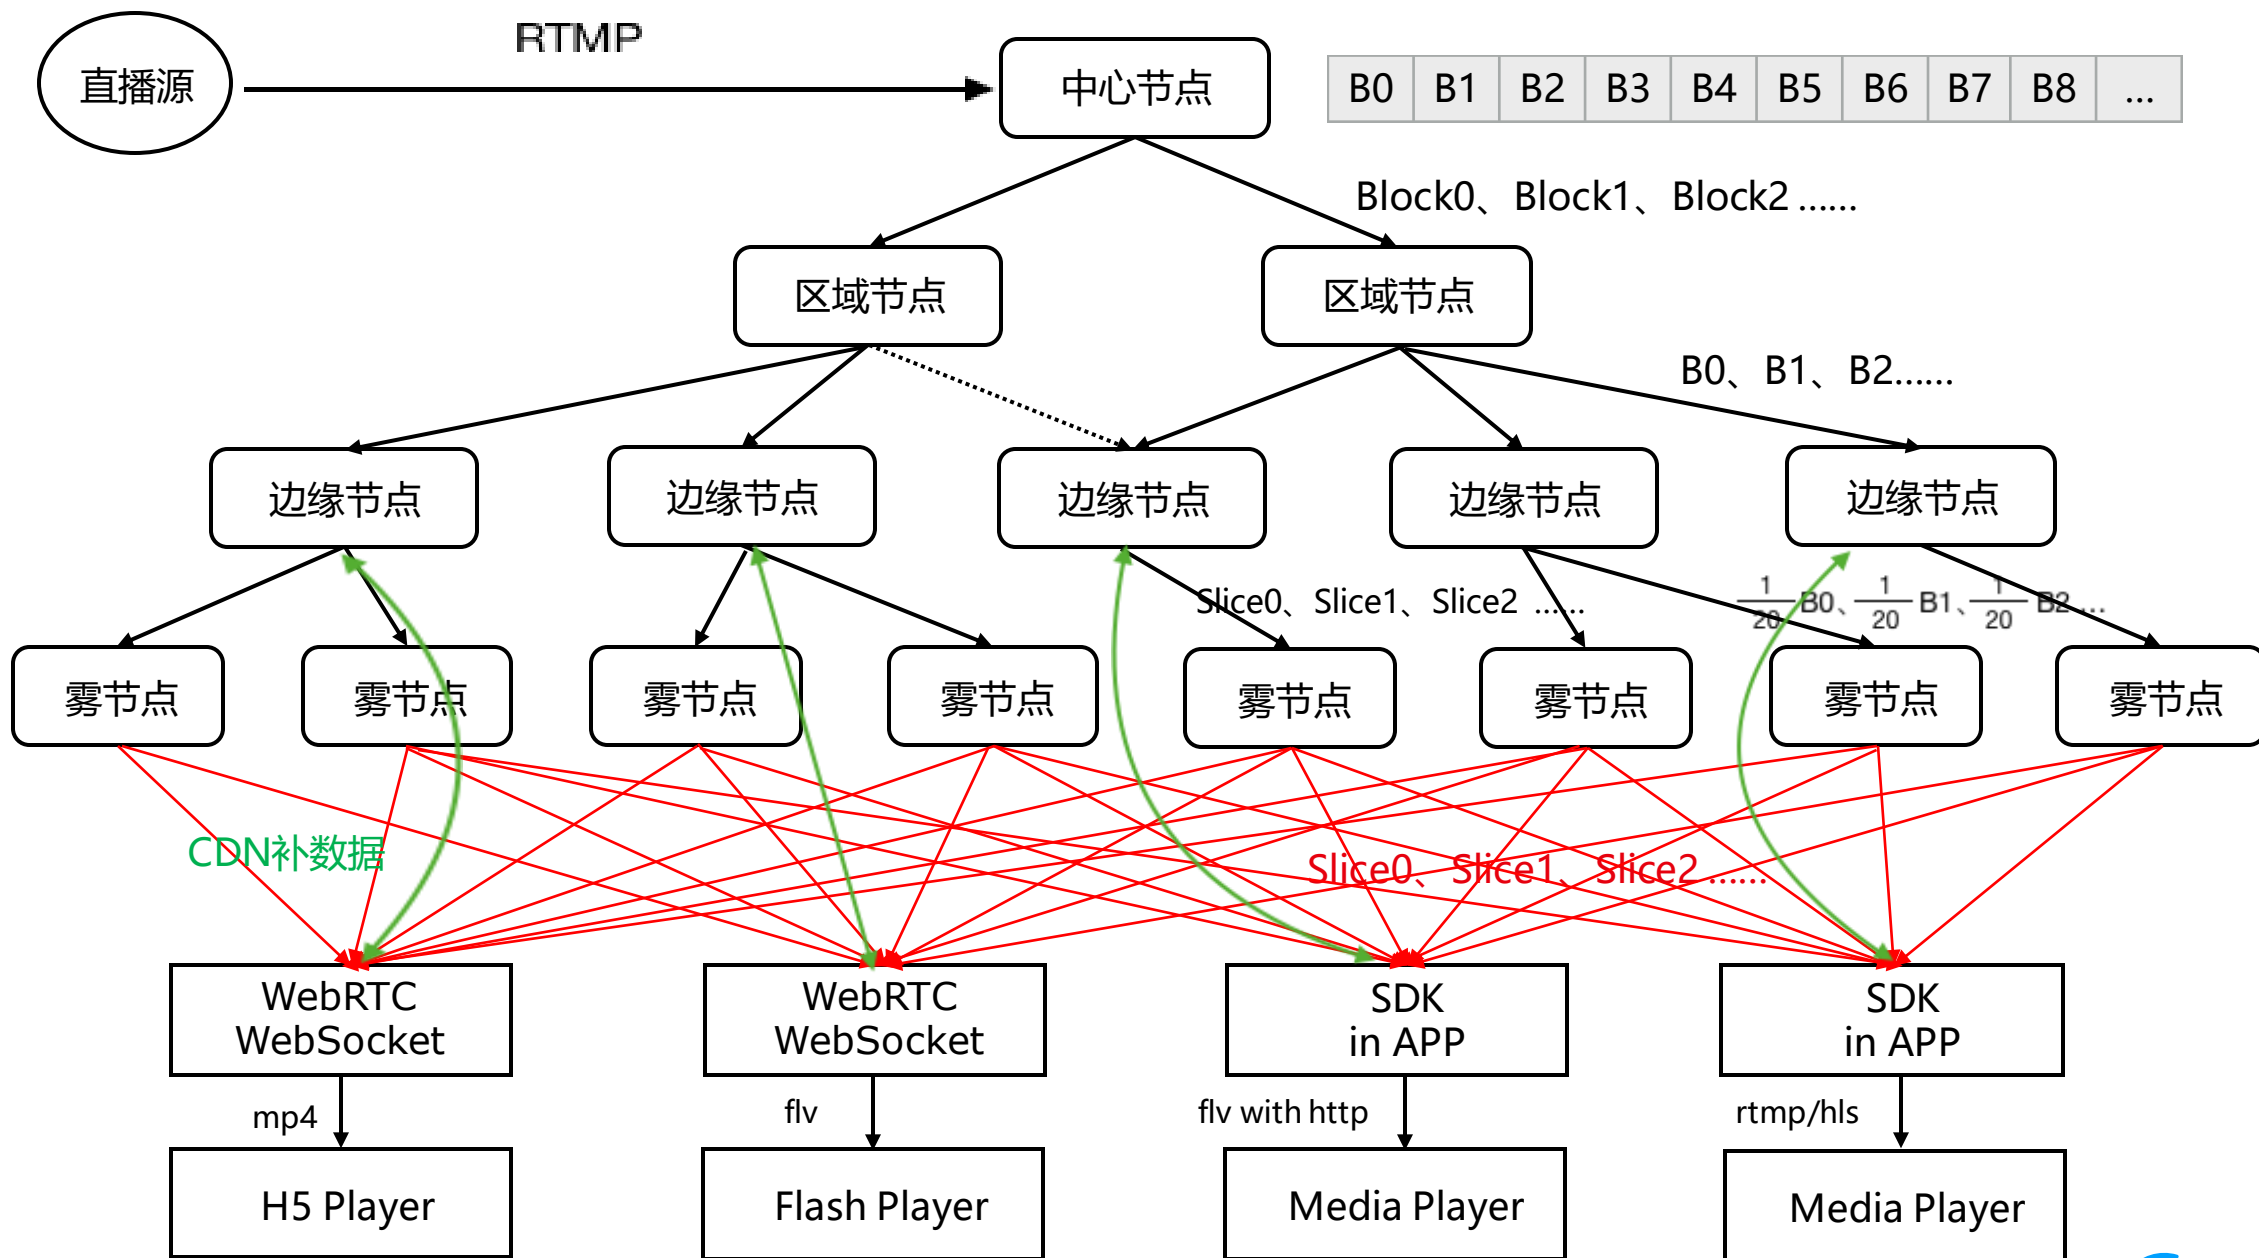 RTMP
直播源
中心节点
B0 B1 B2 B3 B4 B5 B6 B7 B8 ...
Block0、Block1、Block2 ......
区域节点
区域节点
B0、B1、B2......
边缘节点
边缘节点
边缘节点
边缘节点
边缘节点
Slice0、Slice1、Slice2 ......
1/20 B0、1/20 B1、1/20 B2 ...
雾节点
雾节点
雾节点
雾节点
雾节点
雾节点
雾节点
雾节点
CDN补数据
Slice0、Slice1、Slice2 ......
WebRTC
WebSocket
WebRTC
WebSocket
SDK
in APP
SDK
in APP
mp4
flv
flv with http
rtmp/hls
H5 Player
Flash Player
Media Player
Media Player